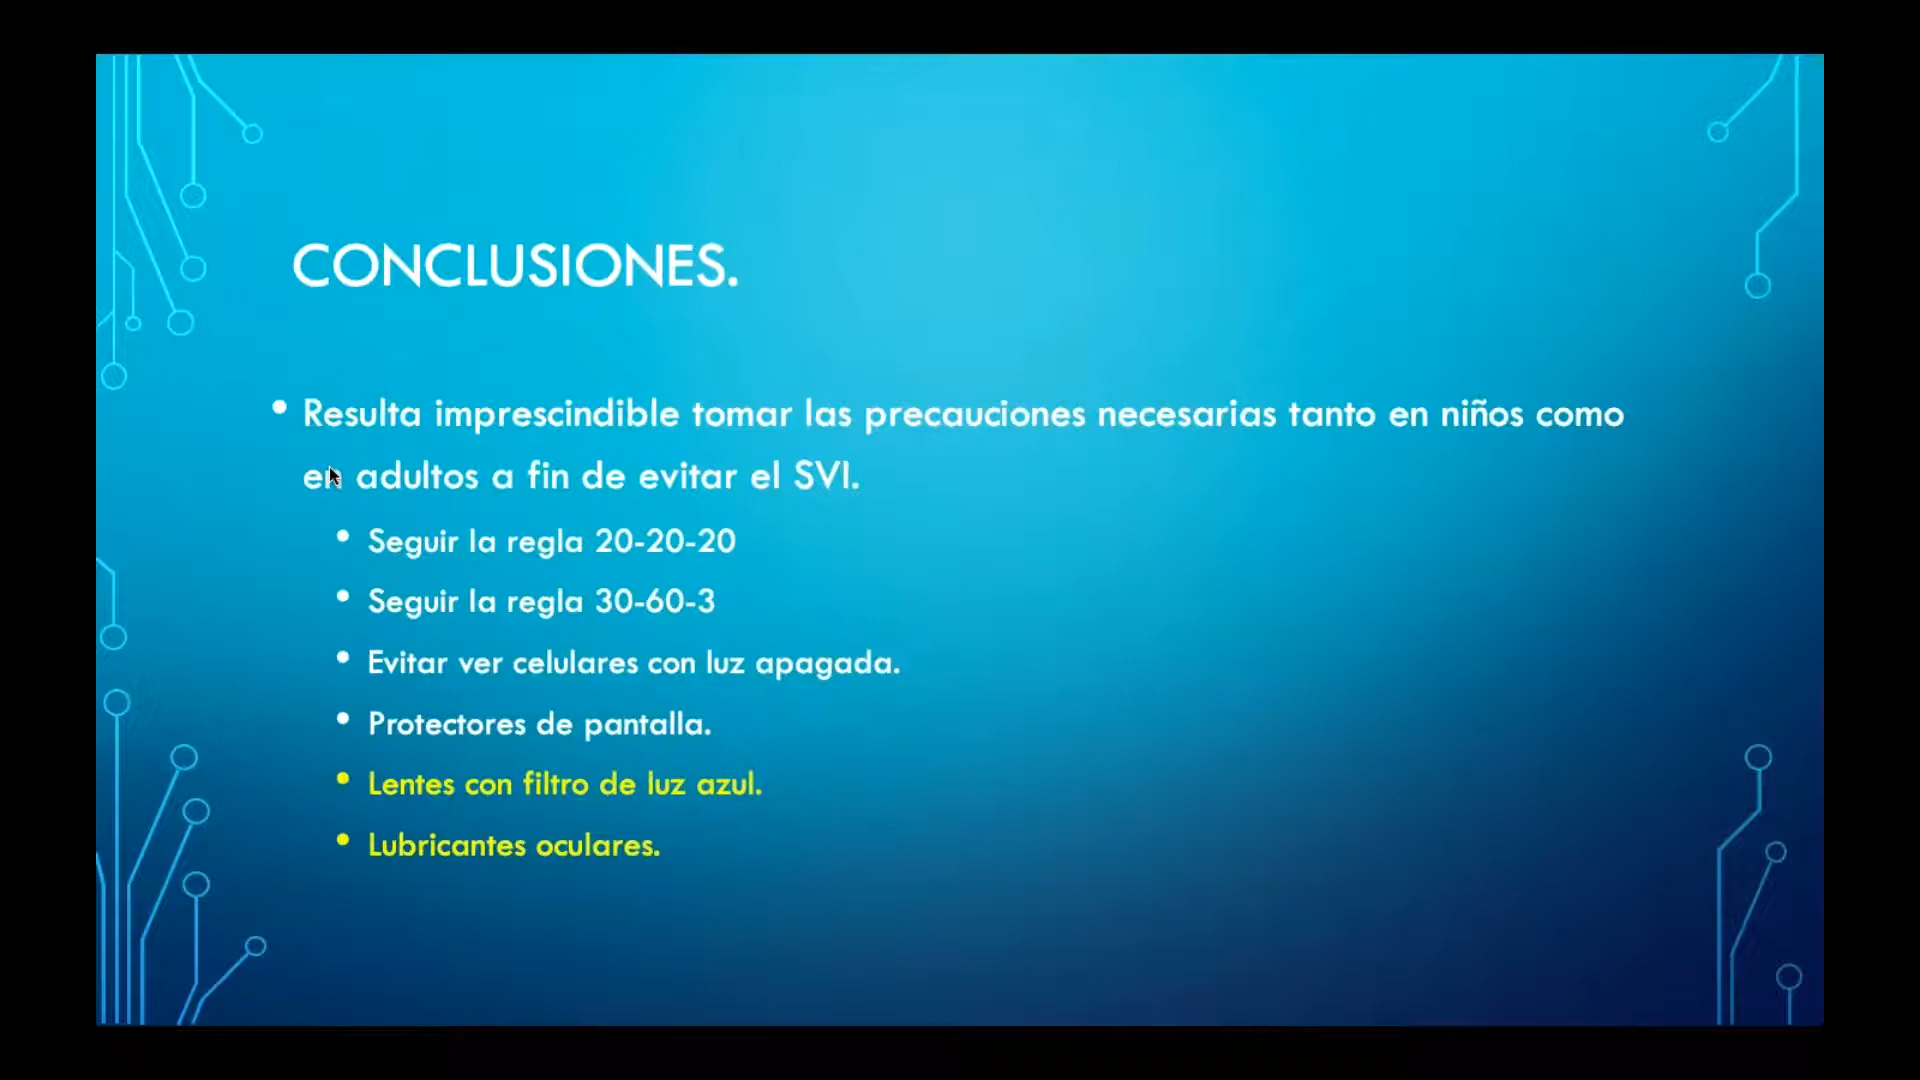 CONCLUSIONES.
• Resulta imprescindible tomar las precauciones necesarias tanto en niños como
en adultos a fin de evitar el SVI.
• Seguir la regla 20-20-20
• Seguir la regla 30-60-3
• Evitar ver celulares con luz apagada.
• Protectores de pantalla.
• Lentes con filtro de luz azul.
• Lubricantes oculares.